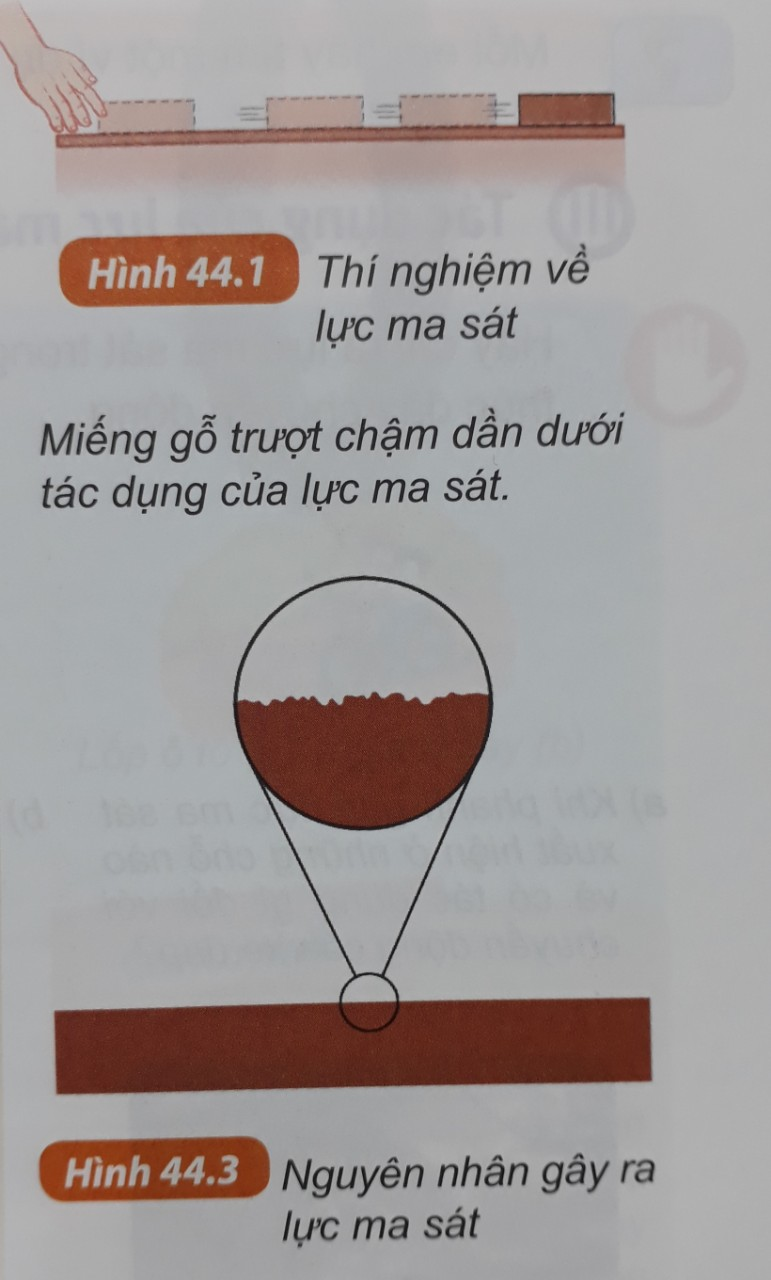 Hình 44.1 Thí nghiệm về
lực ma sát
Miếng gỗ trượt chậm dần dưới
tác dụng của lực ma sát.
Hình 44.3 Nguyên nhân gây ra
lực ma sát